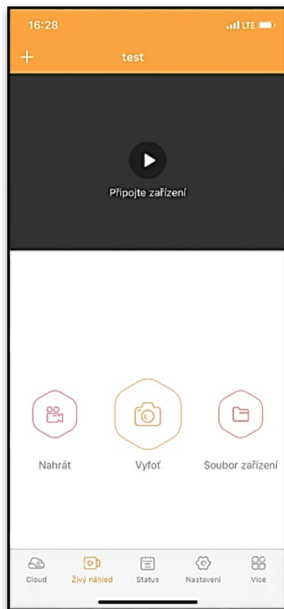 16:28 LTE
+ test
Připojte zařízení
Nahrát Vyfoť Soubor zařízení
Cloud Živý náhled Status Nastavení Více